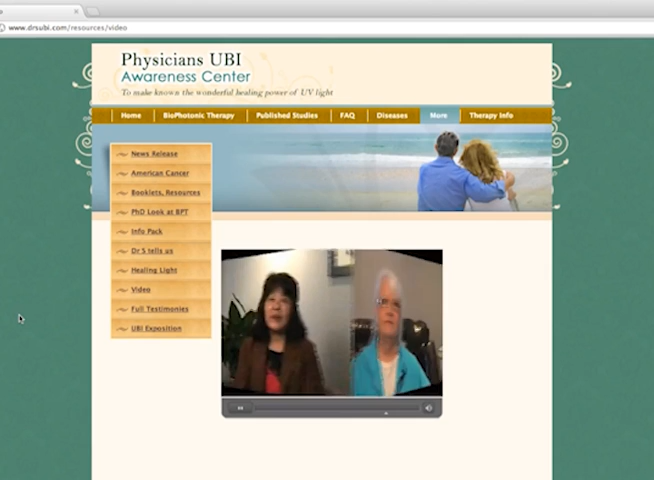 www.drsubi.com/resources/video
Physicians UBI
Awareness Center
To make known the wonderful healing power of UV light
Home BioPhotonic Therapy Published Studies FAQ Diseases More Therapy Info
News Release
American Cancer
Booklets, Resources
PhD Look at BPT
Info Pack
Dr S tells us
Healing Light
Video
Full Testimonies
UBI Exposition